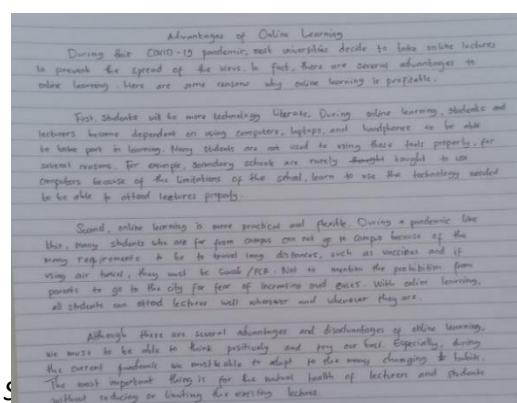 Advantages of Online Learning
During this COVID-19 pandemic, most universities decide to take online lectures
to prevent the spread of the virus. In fact, there are several advantages to
online learning. Here are some reasons why online learning is profitable.
First, Students will be more technology literate. During online learning, students and
lecturers become dependent on using computers, laptops, and handphones to be able
to take part in learning. Many students are not used to using these tools properly, for
several reasons. For example, Secondary schools are rarely taught to use
computers because of the limitations of the school, learn to use the technology needed
to be able to attend lectures properly.
Second, online learning is more practical and flexible. During a pandemic like
this, many students who are far from campus can not go to campus because of the
many requirements to be to travel long distances, such as vaccines and if
using air travel, they must be Swab /PCR. Not to mention the prohibition from
parents to go to the city for fear of increasing and cases. With online learning,
all students can attend lectures well wherever and whenever they are.
Although there are several advantages and disadvantages of online learning,
we must to be able to think positively and try our best. Especially, during
the current pandemic we must be able to adapt to the many changing habits.
The most important thing is for the mutual health of lecturers and students
without reducing or limiting the existing lectures.
S